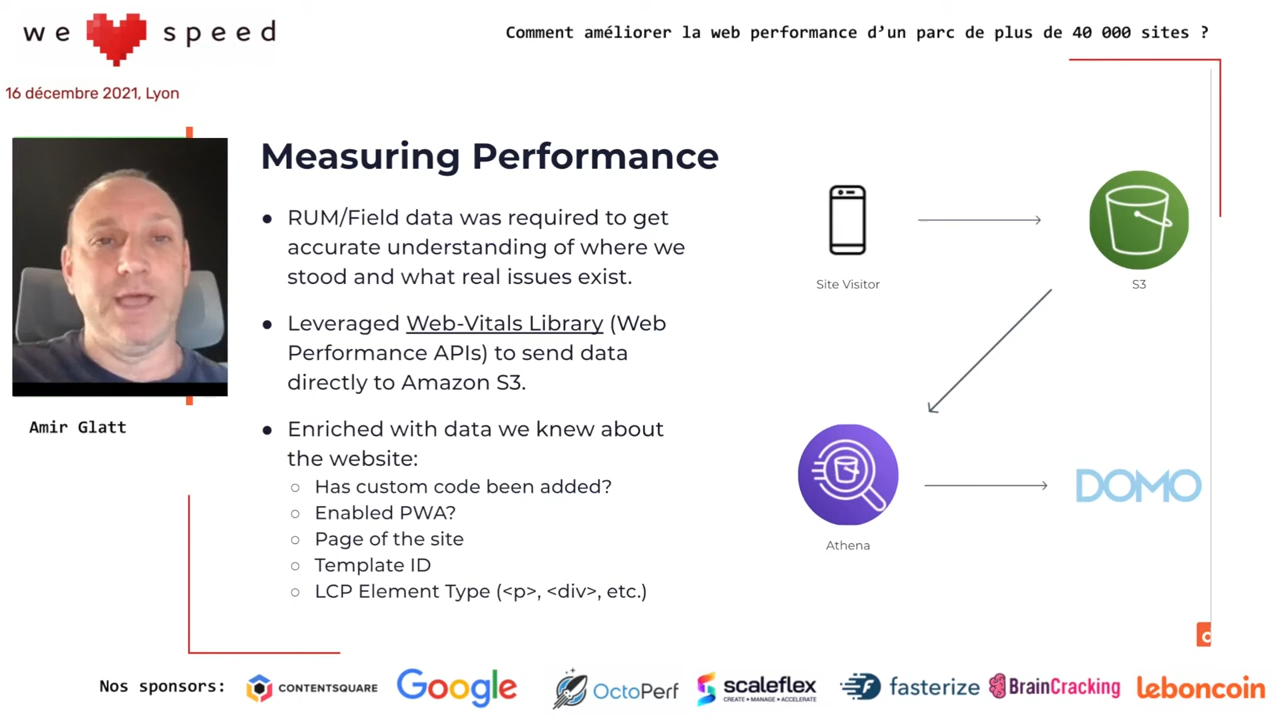 we speed
Comment améliorer la web performance d’un parc de plus de 40 000 sites ?
16 décembre 2021, Lyon
Amir Glatt
Measuring Performance
● RUM/Field data was required to get
accurate understanding of where we
stood and what real issues exist.
● Leveraged Web-Vitals Library (Web
Performance APIs) to send data
directly to Amazon S3.
● Enriched with data we knew about
the website:
○ Has custom code been added?
○ Enabled PWA?
○ Page of the site
○ Template ID
○ LCP Element Type (<p>, <div>, etc.)
Site Visitor
S3
Athena
DOMO
Nos sponsors:
CONTENTSQUARE
Google
OctoPerf
scaleflex
CREATE • MANAGE • ACCELERATE
fasterize
BrainCracking
leboncoin